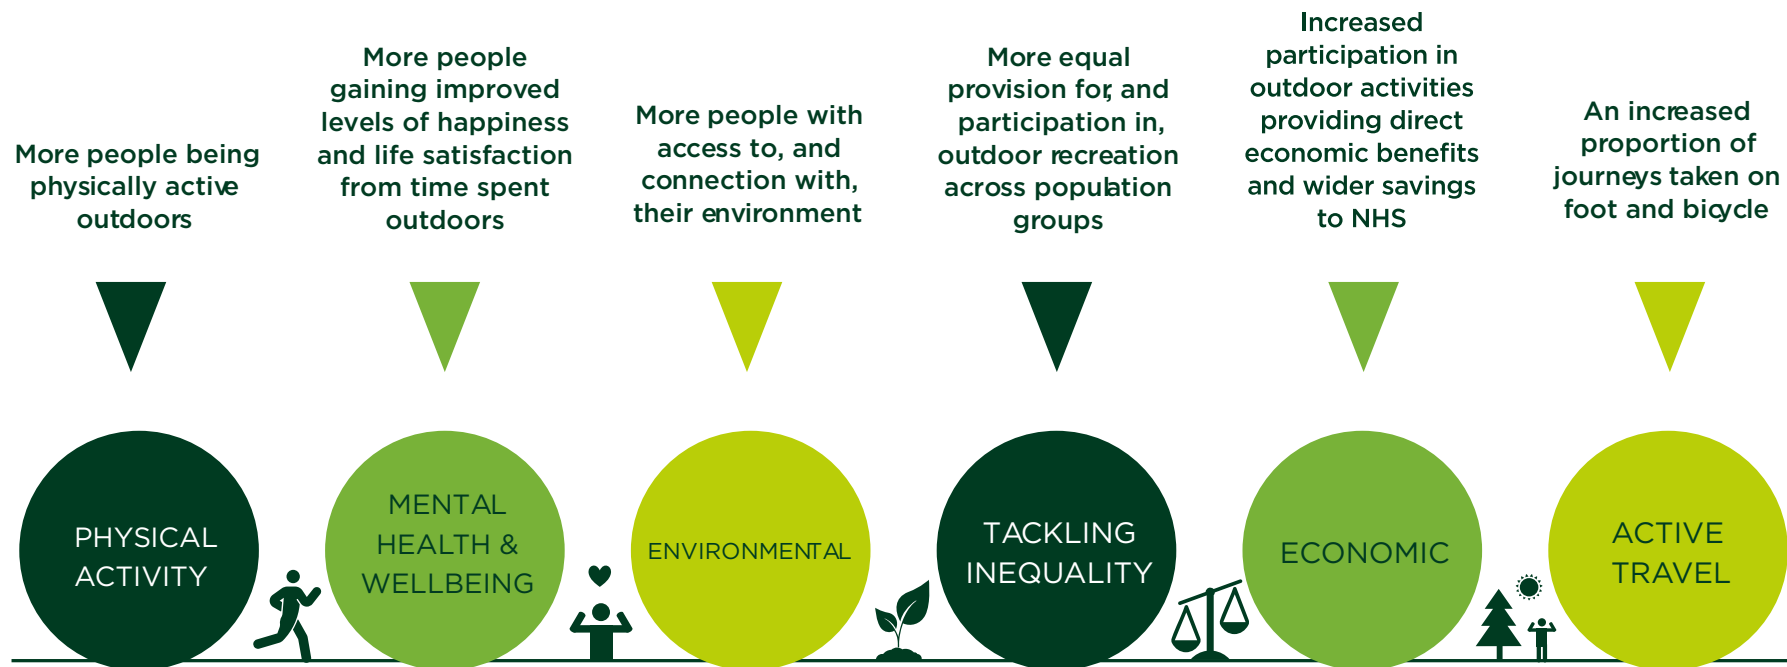 More people being
physically active
outdoors
More people
gaining improved
levels of happiness
and life satisfaction
from time spent
outdoors
More people with
access to, and
connection with,
their environment
More equal
provision for, and
participation in,
outdoor recreation
across population
groups
Increased
participation in
outdoor activities
providing direct
economic benefits
and wider savings
to NHS
An increased
proportion of
journeys taken on
foot and bicycle
PHYSICAL
ACTIVITY
MENTAL
HEALTH &
WELLBEING
ENVIRONMENTAL
TACKLING
INEQUALITY
ECONOMIC
ACTIVE
TRAVEL